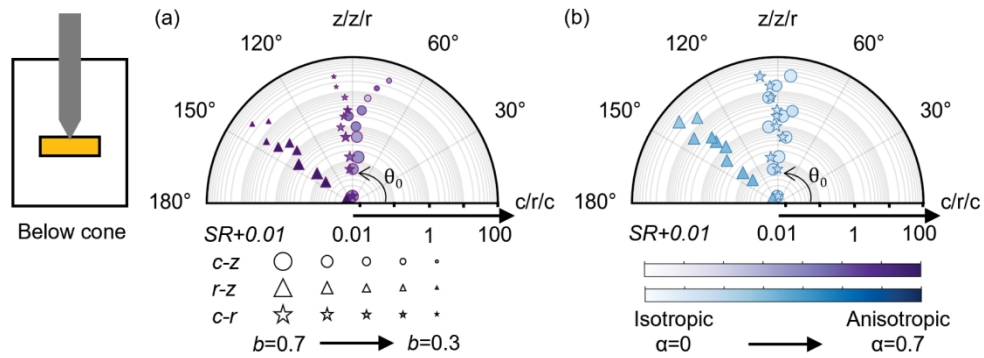 (a)
z/z/r
120°
60°
150°
30°
θ₀
180°
c/r/c
SR+0.01
0.01
1
100
Below cone
c-z
r-z
c-r
b=0.7
b=0.3
(b)
z/z/r
120°
60°
150°
30°
θ₀
180°
c/r/c
SR+0.01
0.01
1
100
Isotropic
Anisotropic
α=0
α=0.7